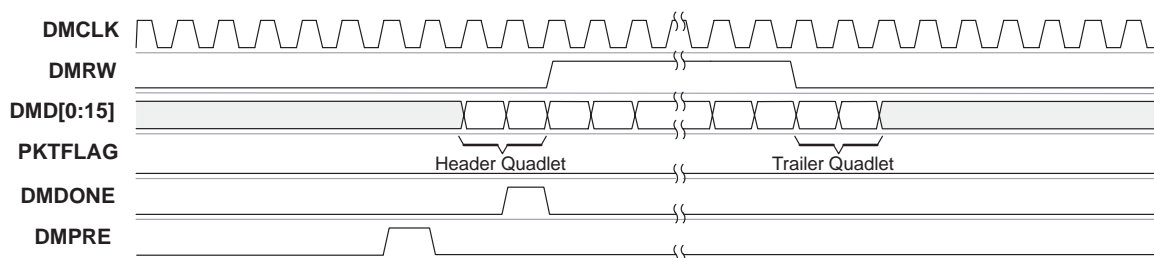 DMCLK
DMRW
DMD[0:15]
PKTFLAG
Header Quadlet
Trailer Quadlet
DMDONE
DMPRE